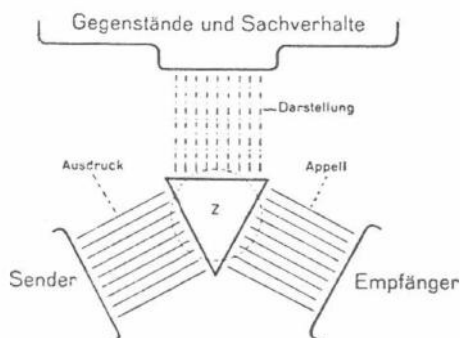 Gegenstände und Sachverhalte
Darstellung
Ausdruck
Appell
Z
Sender
Empfänger